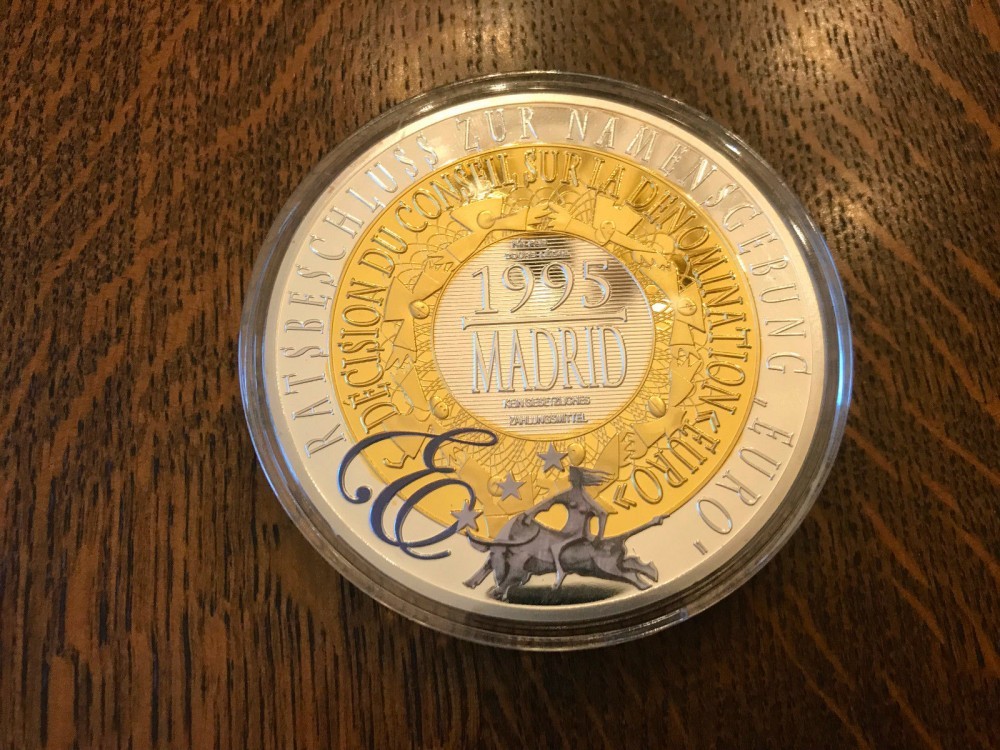 RATSBESCHLUSS ZUR NAMENSGEBUNG 'EURO'
DÉCISION DU CONSEIL SUR LA DÉNOMINATION «EURO»
1995
MADRID
KEIN GESETZLICHES
ZAHLUNGSMITTEL
E